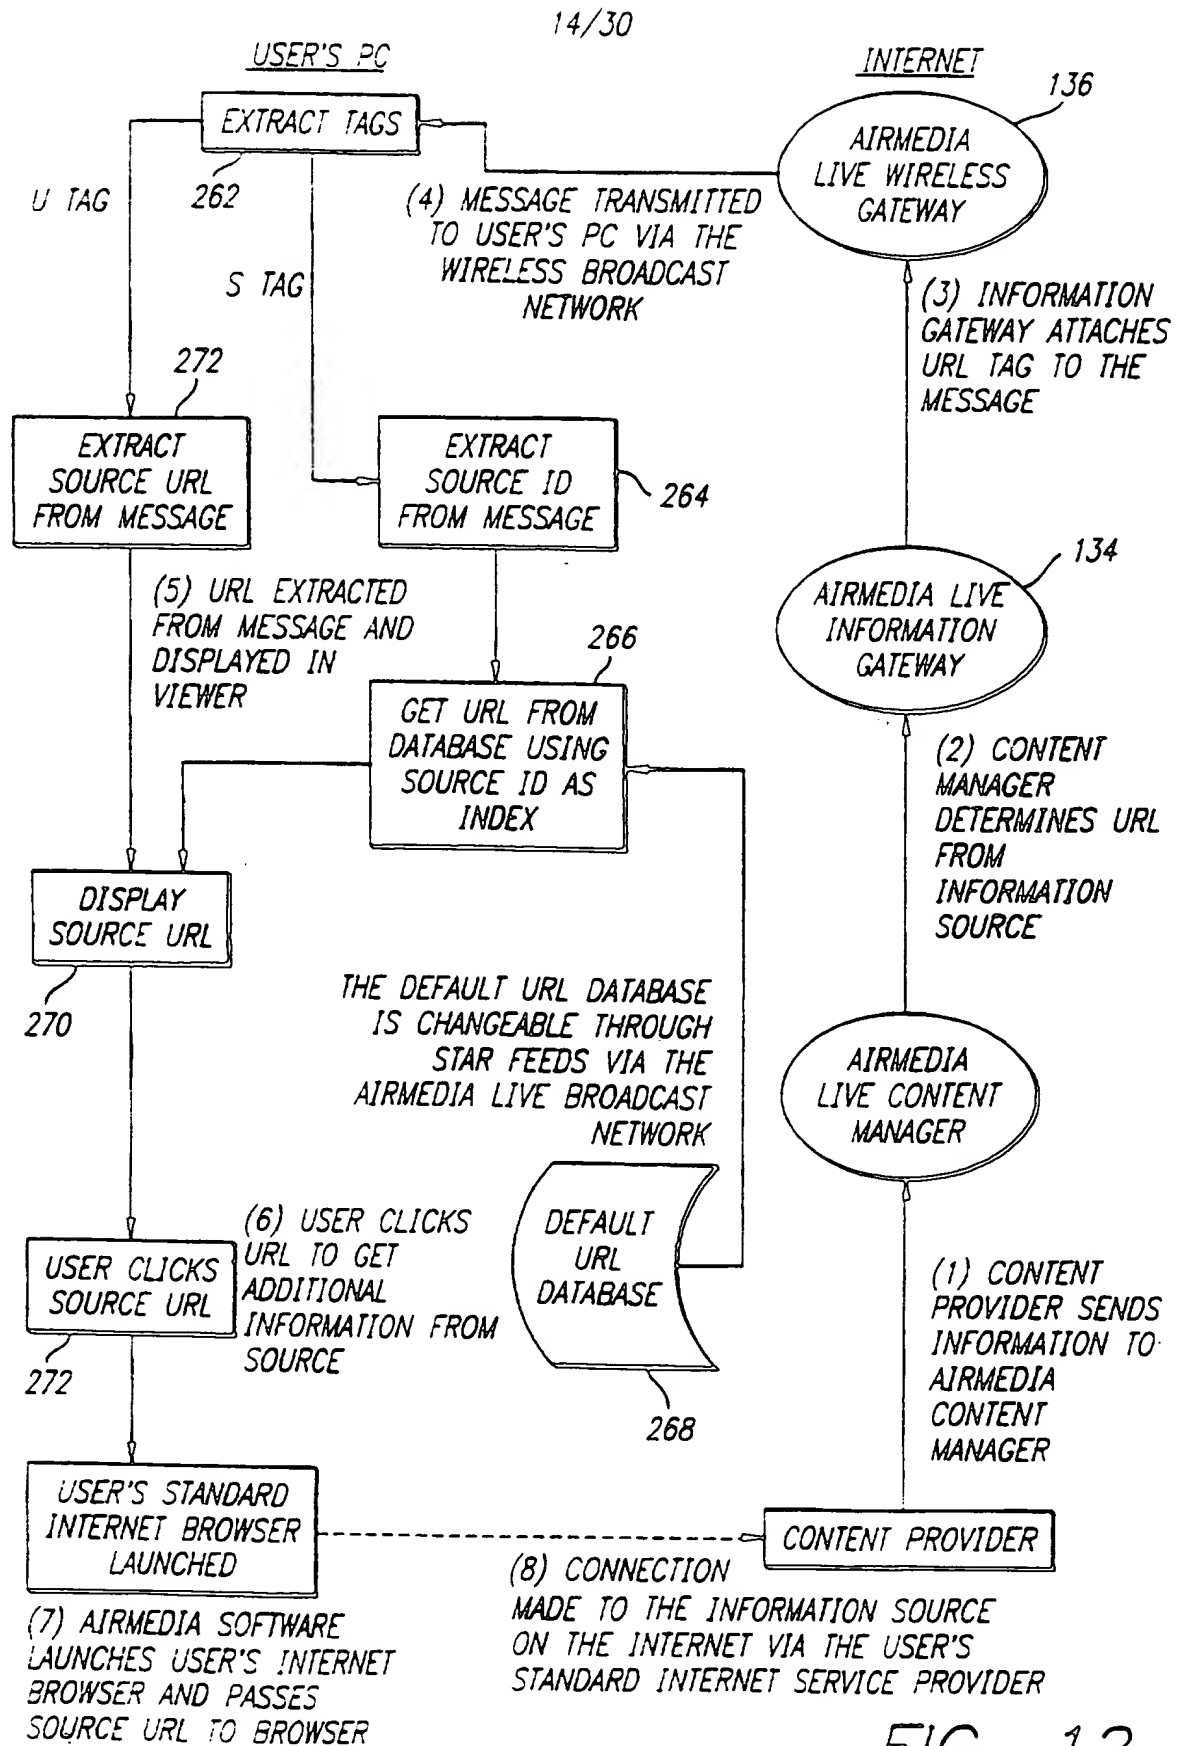 14/30
USER'S PC
INTERNET
136
EXTRACT TAGS
262
AIRMEDIA
LIVE WIRELESS
GATEWAY
U TAG
S TAG
(4) MESSAGE TRANSMITTED
TO USER'S PC VIA THE
WIRELESS BROADCAST
NETWORK
(3) INFORMATION
GATEWAY ATTACHES
URL TAG TO THE
MESSAGE
272
EXTRACT
SOURCE URL
FROM MESSAGE
EXTRACT
SOURCE ID
FROM MESSAGE
264
134
AIRMEDIA LIVE
INFORMATION
GATEWAY
(5) URL EXTRACTED
FROM MESSAGE AND
DISPLAYED IN
VIEWER
266
GET URL FROM
DATABASE USING
SOURCE ID AS
INDEX
(2) CONTENT
MANAGER
DETERMINES URL
FROM
INFORMATION
SOURCE
DISPLAY
SOURCE URL
270
THE DEFAULT URL DATABASE
IS CHANGEABLE THROUGH
STAR FEEDS VIA THE
AIRMEDIA LIVE BROADCAST
NETWORK
AIRMEDIA
LIVE CONTENT
MANAGER
DEFAULT
URL
DATABASE
268
USER CLICKS
SOURCE URL
272
(6) USER CLICKS
URL TO GET
ADDITIONAL
INFORMATION FROM
SOURCE
(1) CONTENT
PROVIDER SENDS
INFORMATION TO
AIRMEDIA
CONTENT
MANAGER
USER'S STANDARD
INTERNET BROWSER
LAUNCHED
CONTENT PROVIDER
(7) AIRMEDIA SOFTWARE
LAUNCHES USER'S INTERNET
BROWSER AND PASSES
SOURCE URL TO BROWSER
(8) CONNECTION
MADE TO THE INFORMATION SOURCE
ON THE INTERNET VIA THE USER'S
STANDARD INTERNET SERVICE PROVIDER